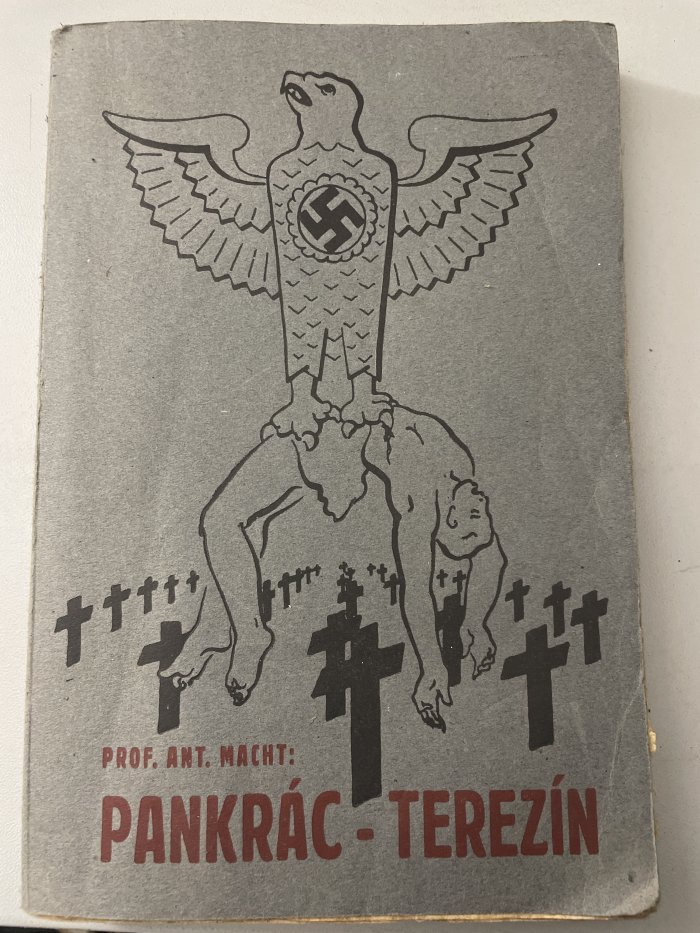 PROF. ANT. MACHT:
PANKRÁC - TEREZÍN